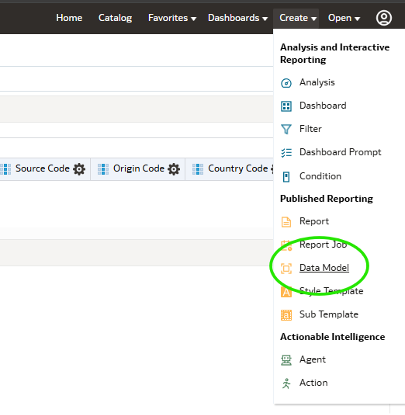 Home Catalog Favorites Dashboards Create Open
Analysis and Interactive
Reporting
Analysis
Dashboard
Filter
Source Code Origin Code Country Code
Dashboard Prompt
Condition
Published Reporting
Report
Report Job
Data Model
Style Template
Sub Template
Actionable Intelligence
Agent
Action